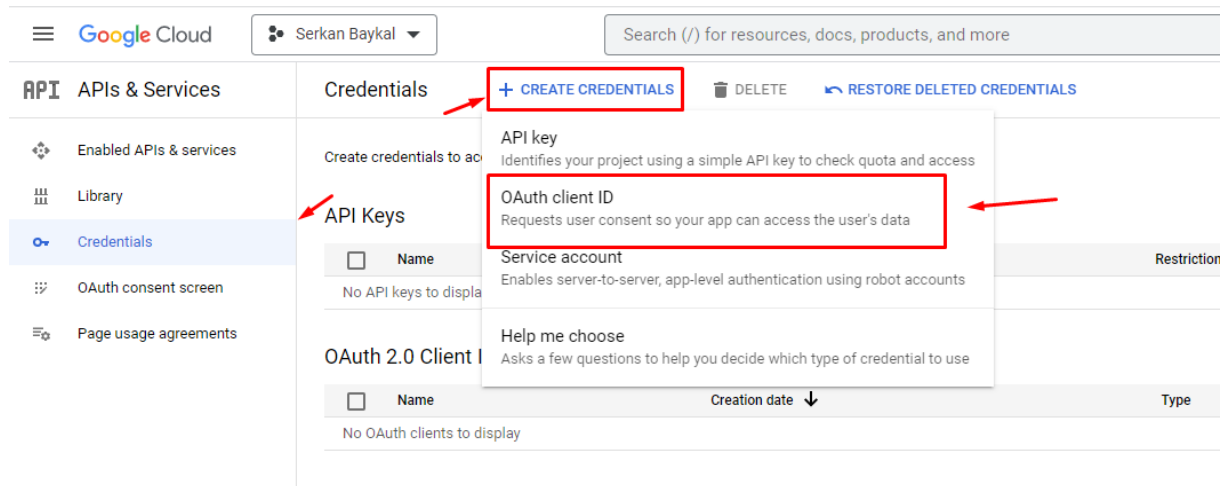 Google Cloud
Serkan Baykal
Search (/) for resources, docs, products, and more
API APIs & Services
Credentials
+ CREATE CREDENTIALS
DELETE
RESTORE DELETED CREDENTIALS
Enabled APIs & services
Library
Credentials
OAuth consent screen
Page usage agreements
Create credentials to ac
API key
Identifies your project using a simple API key to check quota and access
OAuth client ID
Requests user consent so your app can access the user's data
Service account
Enables server-to-server, app-level authentication using robot accounts
Help me choose
Asks a few questions to help you decide which type of credential to use
API Keys
Name
Restriction
No API keys to displa
OAuth 2.0 Client I
Name
Creation date
Type
No OAuth clients to display